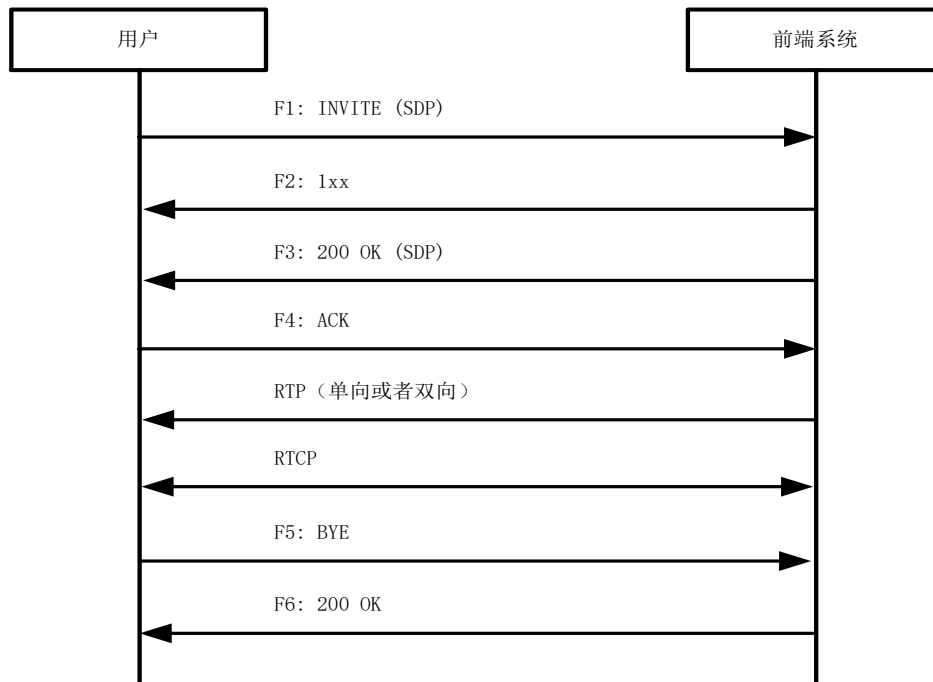 用户
前端系统
F1: INVITE (SDP)
F2: 1xx
F3: 200 OK (SDP)
F4: ACK
RTP（单向或者双向）
RTCP
F5: BYE
F6: 200 OK